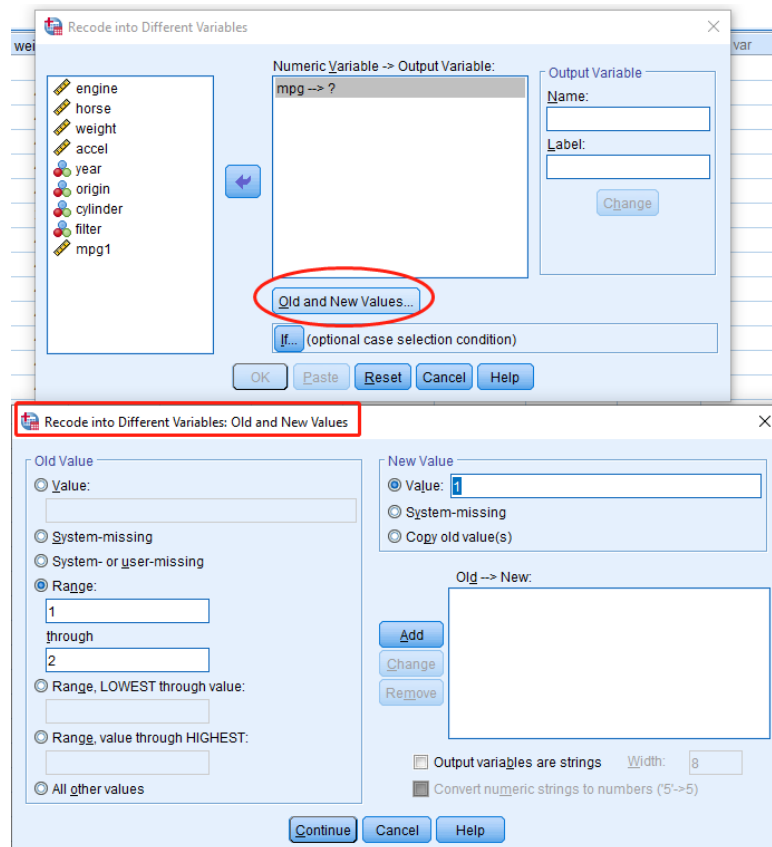 Recode into Different Variables
wei
var
Numeric Variable -> Output Variable:
mpg --> ?
engine
horse
weight
accel
year
origin
cylinder
filter
mpg1
Output Variable
Name:
Label:
Change
Old and New Values...
If... (optional case selection condition)
OK Paste Reset Cancel Help
Recode into Different Variables: Old and New Values
Old Value
Value:
System-missing
System- or user-missing
Range:
1
through
2
Range, LOWEST through value:
Range, value through HIGHEST:
All other values
New Value
Value: 1
System-missing
Copy old value(s)
Old --> New:
Add
Change
Remove
Output variables are strings Width: 8
Convert numeric strings to numbers ('5'->5)
Continue Cancel Help